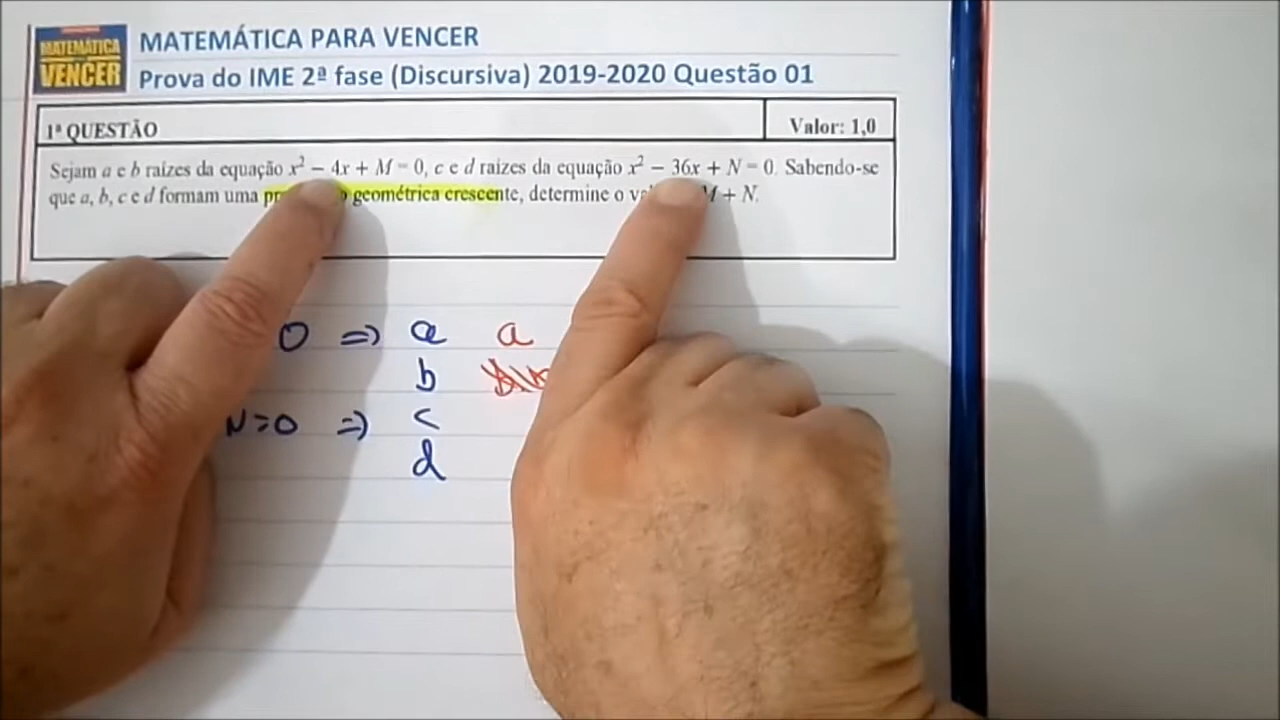 MATEMÁTICA
VENCER
MATEMÁTICA PARA VENCER
Prova do IME 2ª fase (Discursiva) 2019-2020 Questão 01
1ª QUESTÃO
Valor: 1,0
Sejam a e b raízes da equação x² − 4x + M = 0, c e d raízes da equação x² − 36x + N = 0. Sabendo-se
que a, b, c e d formam uma geométrica crescente, determine o + N.
0 => a a
b
N=0 => c
d